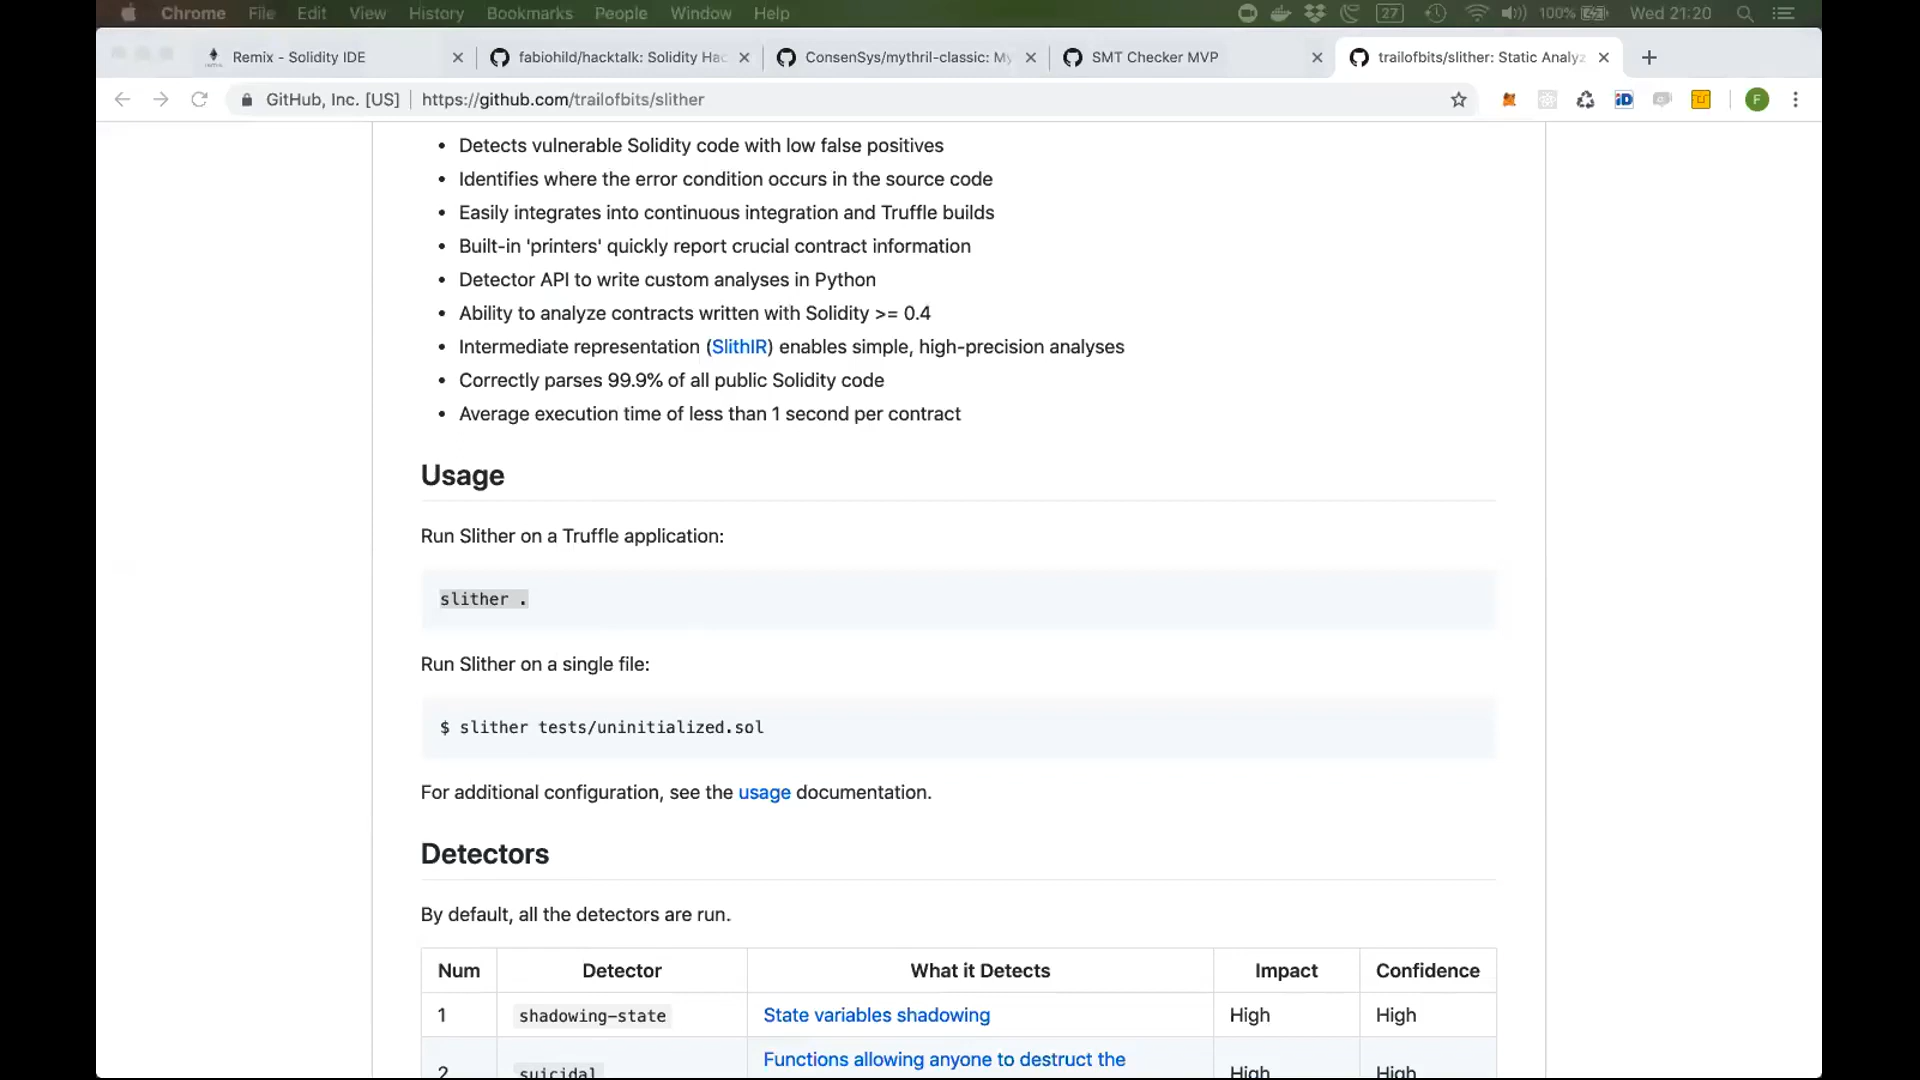 Chrome File Edit View History Bookmarks People Window Help 27 100% Wed 21:20
Remix - Solidity IDE
fabiohild/hacktalk: Solidity Hac
ConsenSys/mythril-classic: My
SMT Checker MVP
trailofbits/slither: Static Analyz
GitHub, Inc. [US] https://github.com/trailofbits/slither iD F
• Detects vulnerable Solidity code with low false positives
• Identifies where the error condition occurs in the source code
• Easily integrates into continuous integration and Truffle builds
• Built-in 'printers' quickly report crucial contract information
• Detector API to write custom analyses in Python
• Ability to analyze contracts written with Solidity >= 0.4
• Intermediate representation (SlithIR) enables simple, high-precision analyses
• Correctly parses 99.9% of all public Solidity code
• Average execution time of less than 1 second per contract
Usage
Run Slither on a Truffle application:
slither .
Run Slither on a single file:
$ slither tests/uninitialized.sol
For additional configuration, see the usage documentation.
Detectors
By default, all the detectors are run.
Num Detector What it Detects Impact Confidence
1 shadowing-state State variables shadowing High High
Functions allowing anyone to destruct the
2 suicidal High High